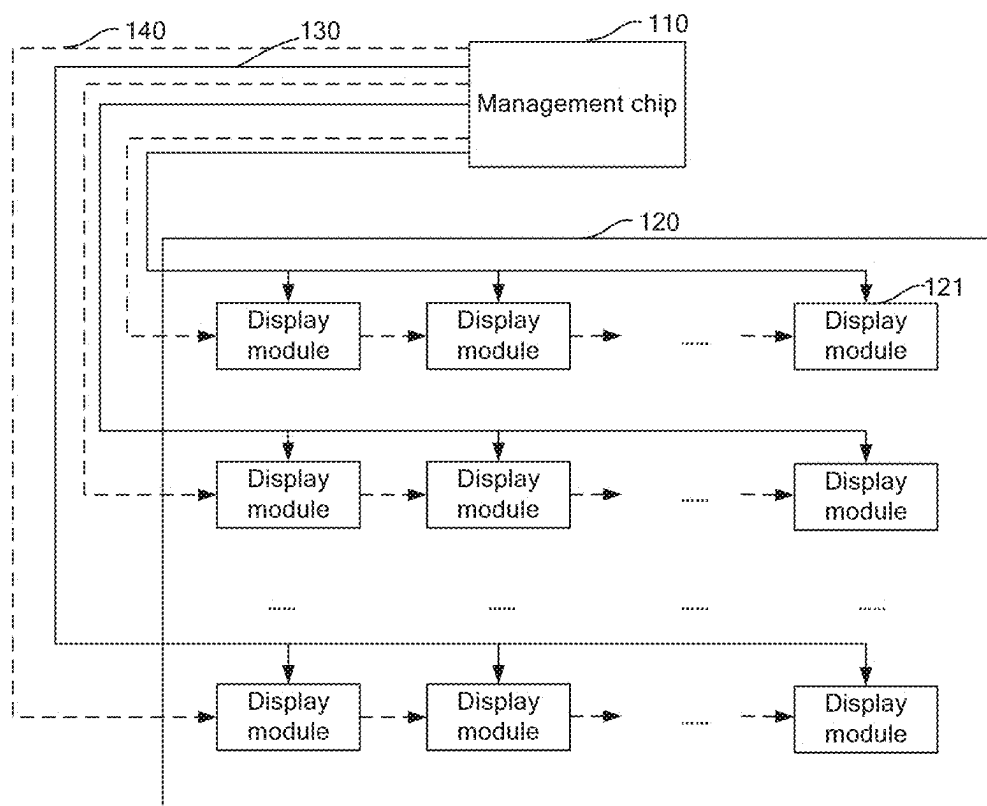 140
130
110
Management chip
120
121
Display
module
Display
module
......
Display
module
Display
module
Display
module
......
Display
module
......
......
......
......
Display
module
Display
module
......
Display
module